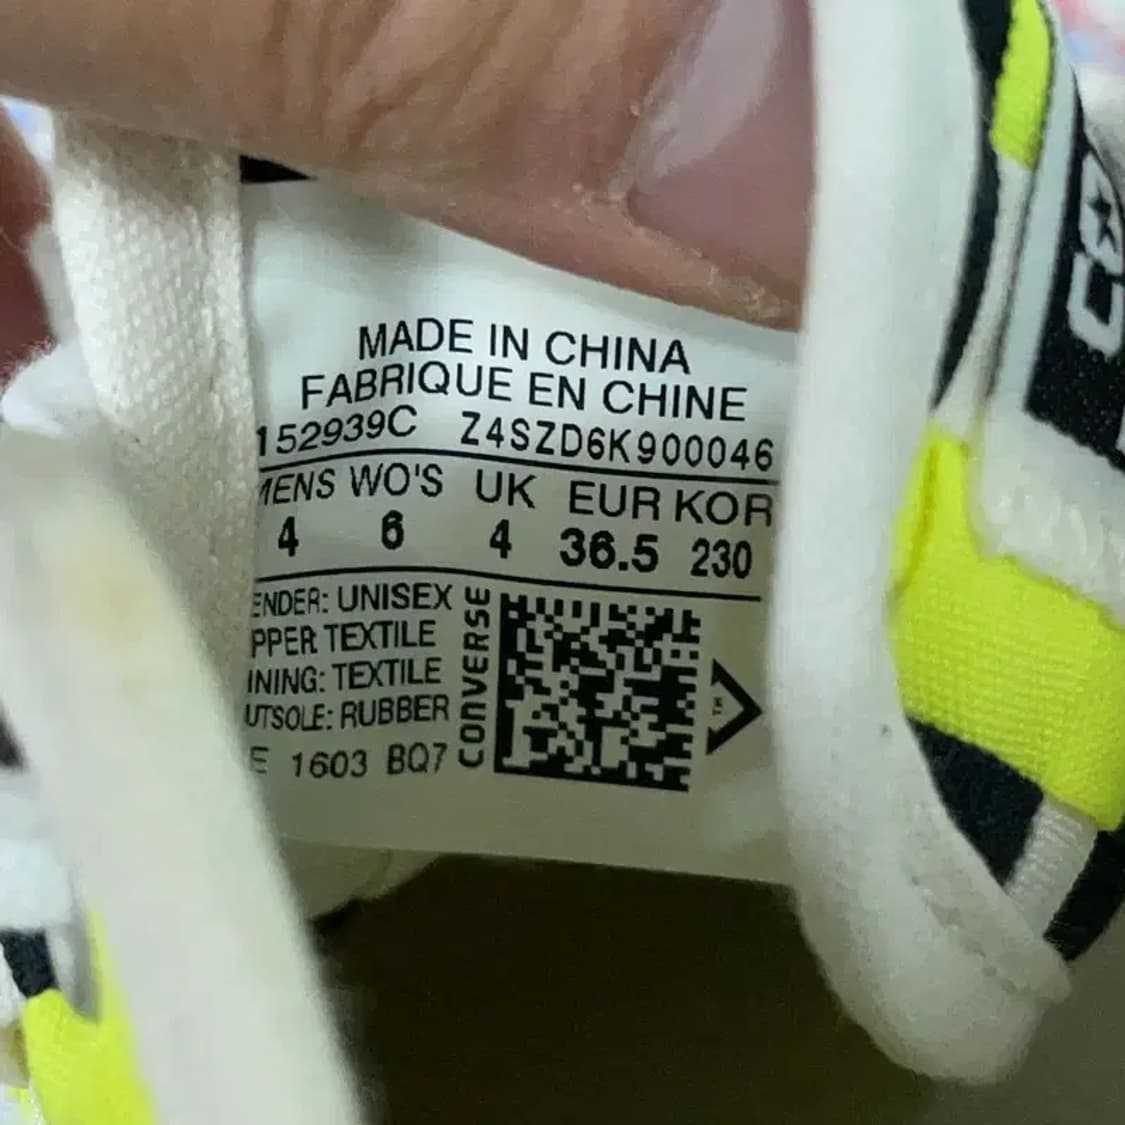 MADE IN CHINA
FABRIQUE EN CHINE
152939C Z4SZD6K900046
MENS WO'S UK EUR KOR
4 6 4 36.5 230
ENDER: UNISEX
PPER TEXTILE
INING: TEXTILE
UTSOLE: RUBBER
E 1603 BQ7
CONVERSE